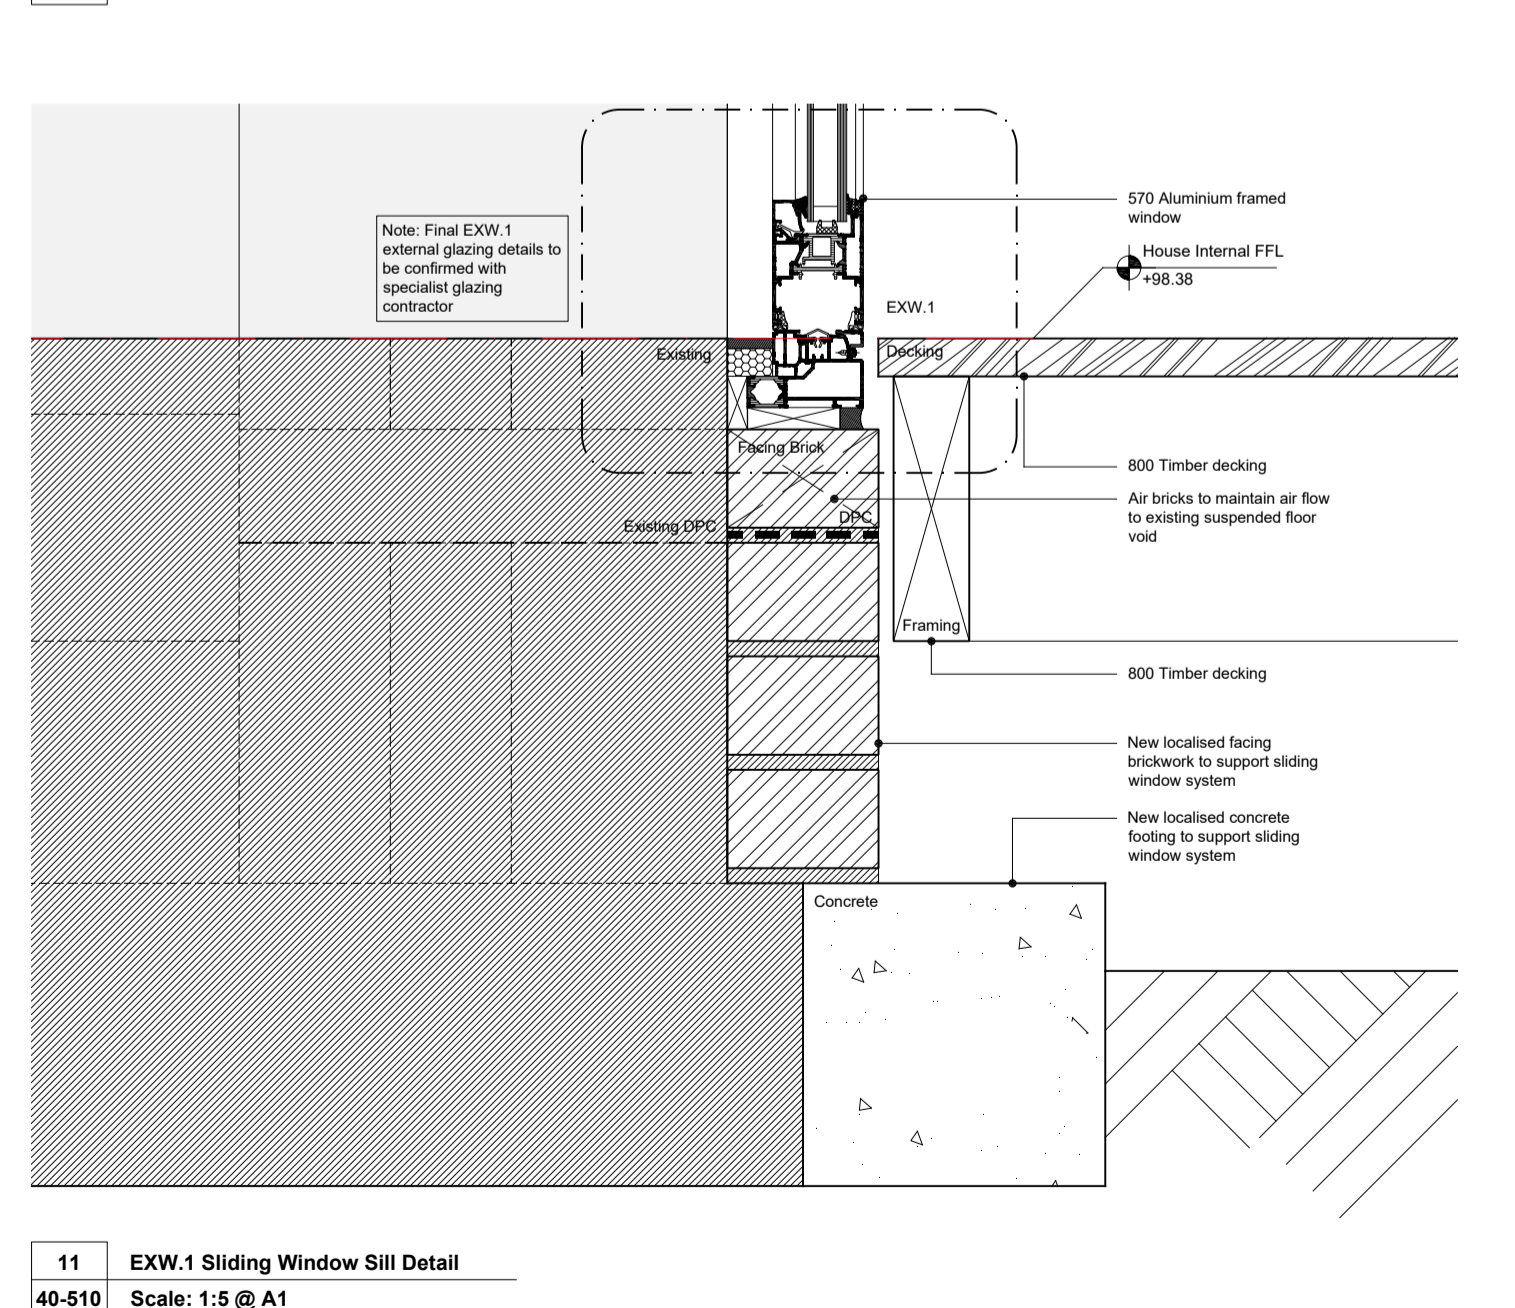 Note: Final EXW.1
external glazing details to
be confirmed with
specialist glazing
contractor
570 Aluminium framed
window
House Internal FFL
+98.38
EXW.1
Existing
Decking
Facing Brick
800 Timber decking
Air bricks to maintain air flow
to existing suspended floor
void
DPC
Existing DPC
Framing
800 Timber decking
New localised facing
brickwork to support sliding
window system
New localised concrete
footing to support sliding
window system
Concrete
11
EXW.1 Sliding Window Sill Detail
40-510
Scale: 1:5 @ A1